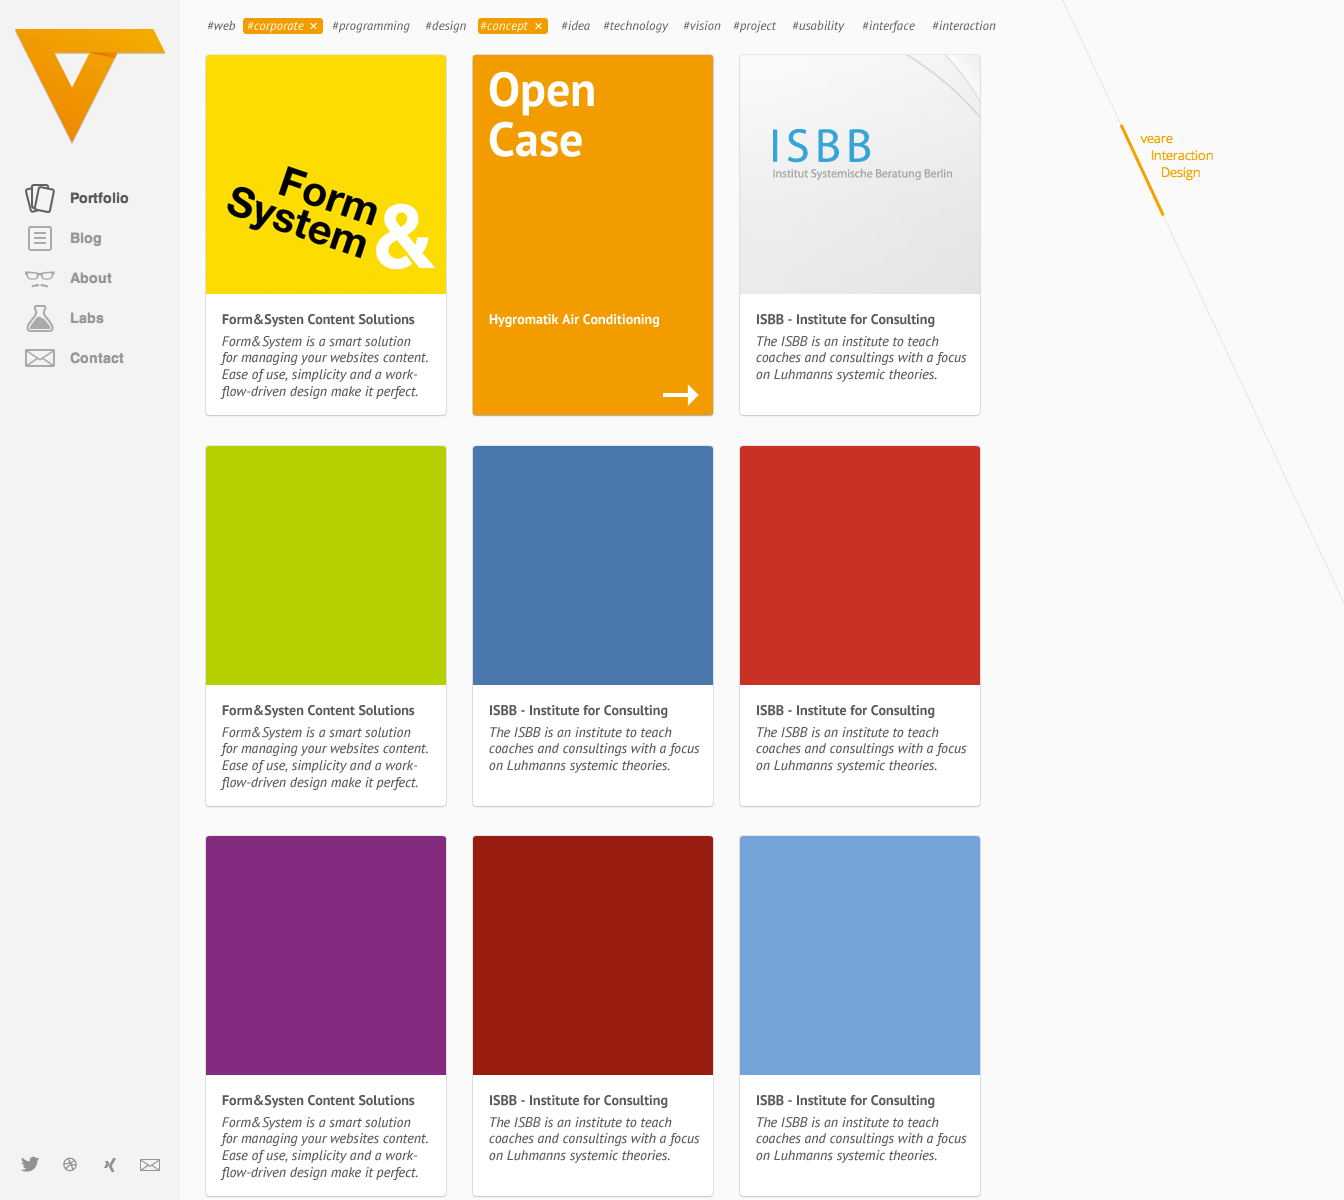 #web #corporate × #programming #design #concept × #idea #technology #vision #project #usability #interface #interaction
Portfolio
Blog
About
Labs
Contact
Form
System &
Form&Systen Content Solutions
Form&System is a smart solution
for managing your websites content.
Ease of use, simplicity and a work-
flow-driven design make it perfect.
Open
Case
Hygromatik Air Conditioning
ISBB
Institut Systemische Beratung Berlin
ISBB - Institute for Consulting
The ISBB is an institute to teach
coaches and consultings with a focus
on Luhmanns systemic theories.
veare
Interaction
Design
Form&Systen Content Solutions
Form&System is a smart solution
for managing your websites content.
Ease of use, simplicity and a work-
flow-driven design make it perfect.
ISBB - Institute for Consulting
The ISBB is an institute to teach
coaches and consultings with a focus
on Luhmanns systemic theories.
ISBB - Institute for Consulting
The ISBB is an institute to teach
coaches and consultings with a focus
on Luhmanns systemic theories.
Form&Systen Content Solutions
Form&System is a smart solution
for managing your websites content.
Ease of use, simplicity and a work-
flow-driven design make it perfect.
ISBB - Institute for Consulting
The ISBB is an institute to teach
coaches and consultings with a focus
on Luhmanns systemic theories.
ISBB - Institute for Consulting
The ISBB is an institute to teach
coaches and consultings with a focus
on Luhmanns systemic theories.